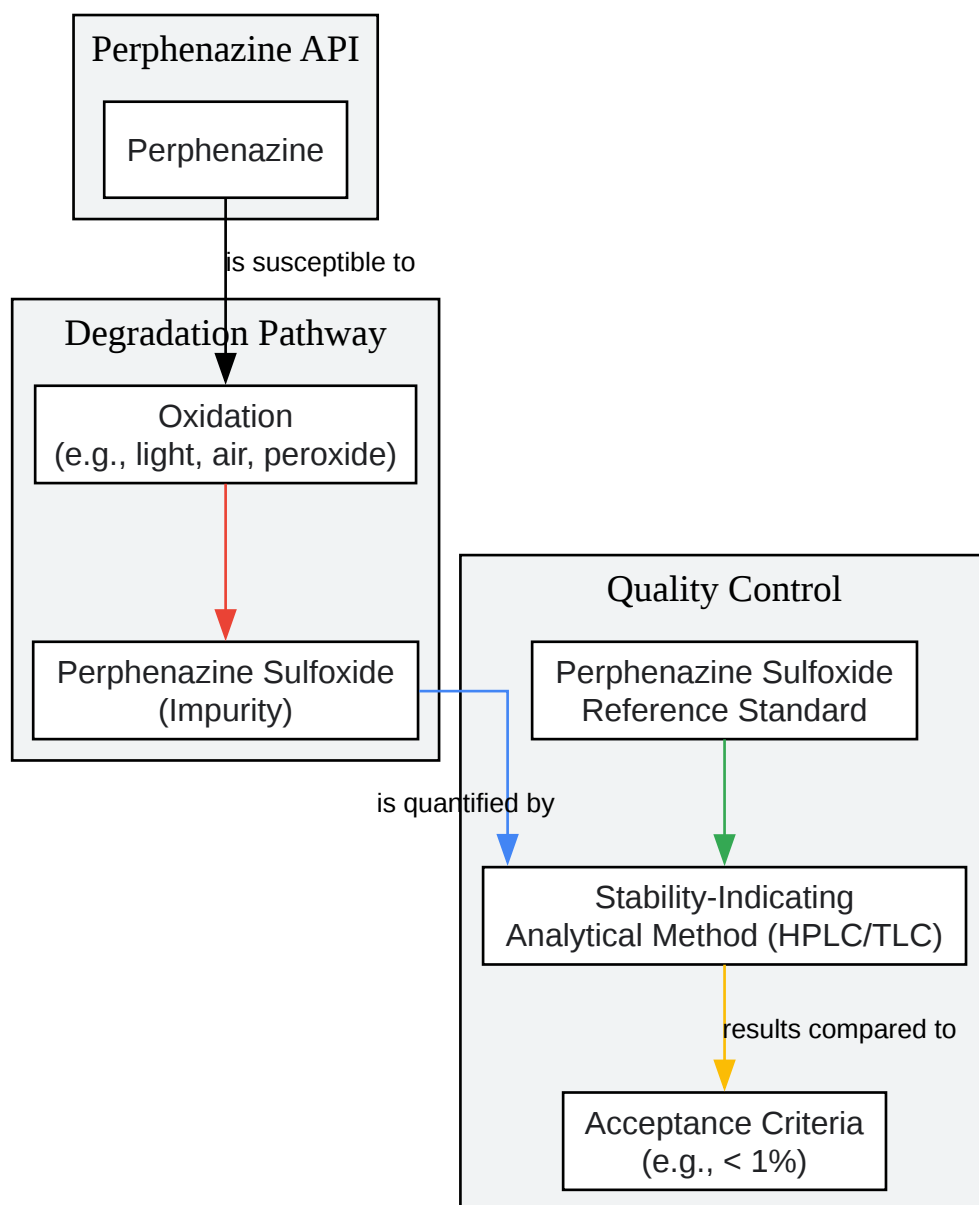 Perphenazine API
Perphenazine
is susceptible to
Degradation Pathway
Oxidation
(e.g., light, air, peroxide)
Perphenazine Sulfoxide
(Impurity)
Quality Control
Perphenazine Sulfoxide
Reference Standard
is quantified by
Stability-Indicating
Analytical Method (HPLC/TLC)
results compared to
Acceptance Criteria
(e.g., < 1%)